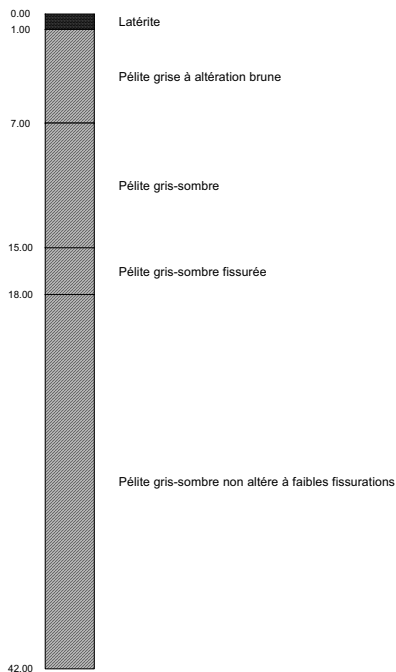 0.00
Latérite
1.00
Pélite grise à altération brune
7.00
Pélite gris-sombre
15.00
Pélite gris-sombre fissurée
18.00
Pélite gris-sombre non altére à faibles fissurations
42.00